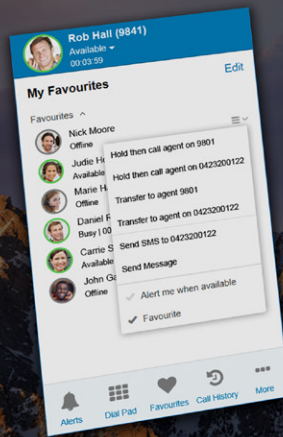 Rob Hall (9841)
Available
00:03:59
My Favourites
Edit
Favourites
Nick Moore
Offline
Judie
Available
Marie
Offline
Daniel
Busy | 00
Carrie
Available
John
Offline
Hold then call agent on 9801
Hold then call agent on 0423200122
Transfer to agent 9801
Transfer to agent on 0423200122
Send SMS to 0423200122
Send Message
Alert me when available
Favourite
Alerts
Dial Pad
Favourites
Call History
More